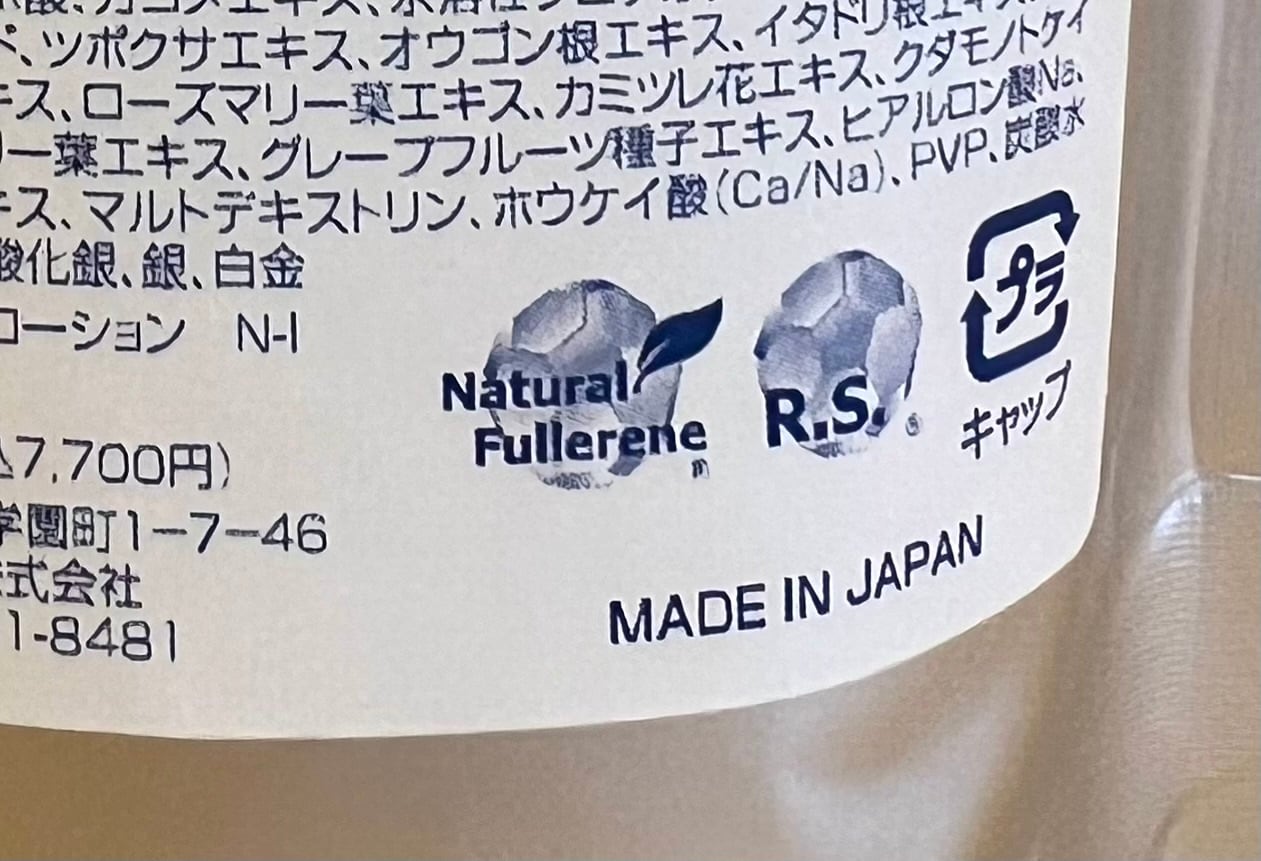 ツボクサエキス、オウゴン根エキス、イタドリ根エキス
キス、ローズマリー葉エキス、カミツレ花エキス、クダモノトケイ
リー葉エキス、グレープフルーツ種子エキス、ヒアルロン酸Na、
キス、マルトデキストリン、ホウケイ酸(Ca/Na)、PVP、炭酸水
酸化銀、銀、白金
ローション N-I
Natural
Fullerene
R.S.®
プラ
キャップ
7,700円)
学園町1-7-46
式会社
1-8481
MADE IN JAPAN